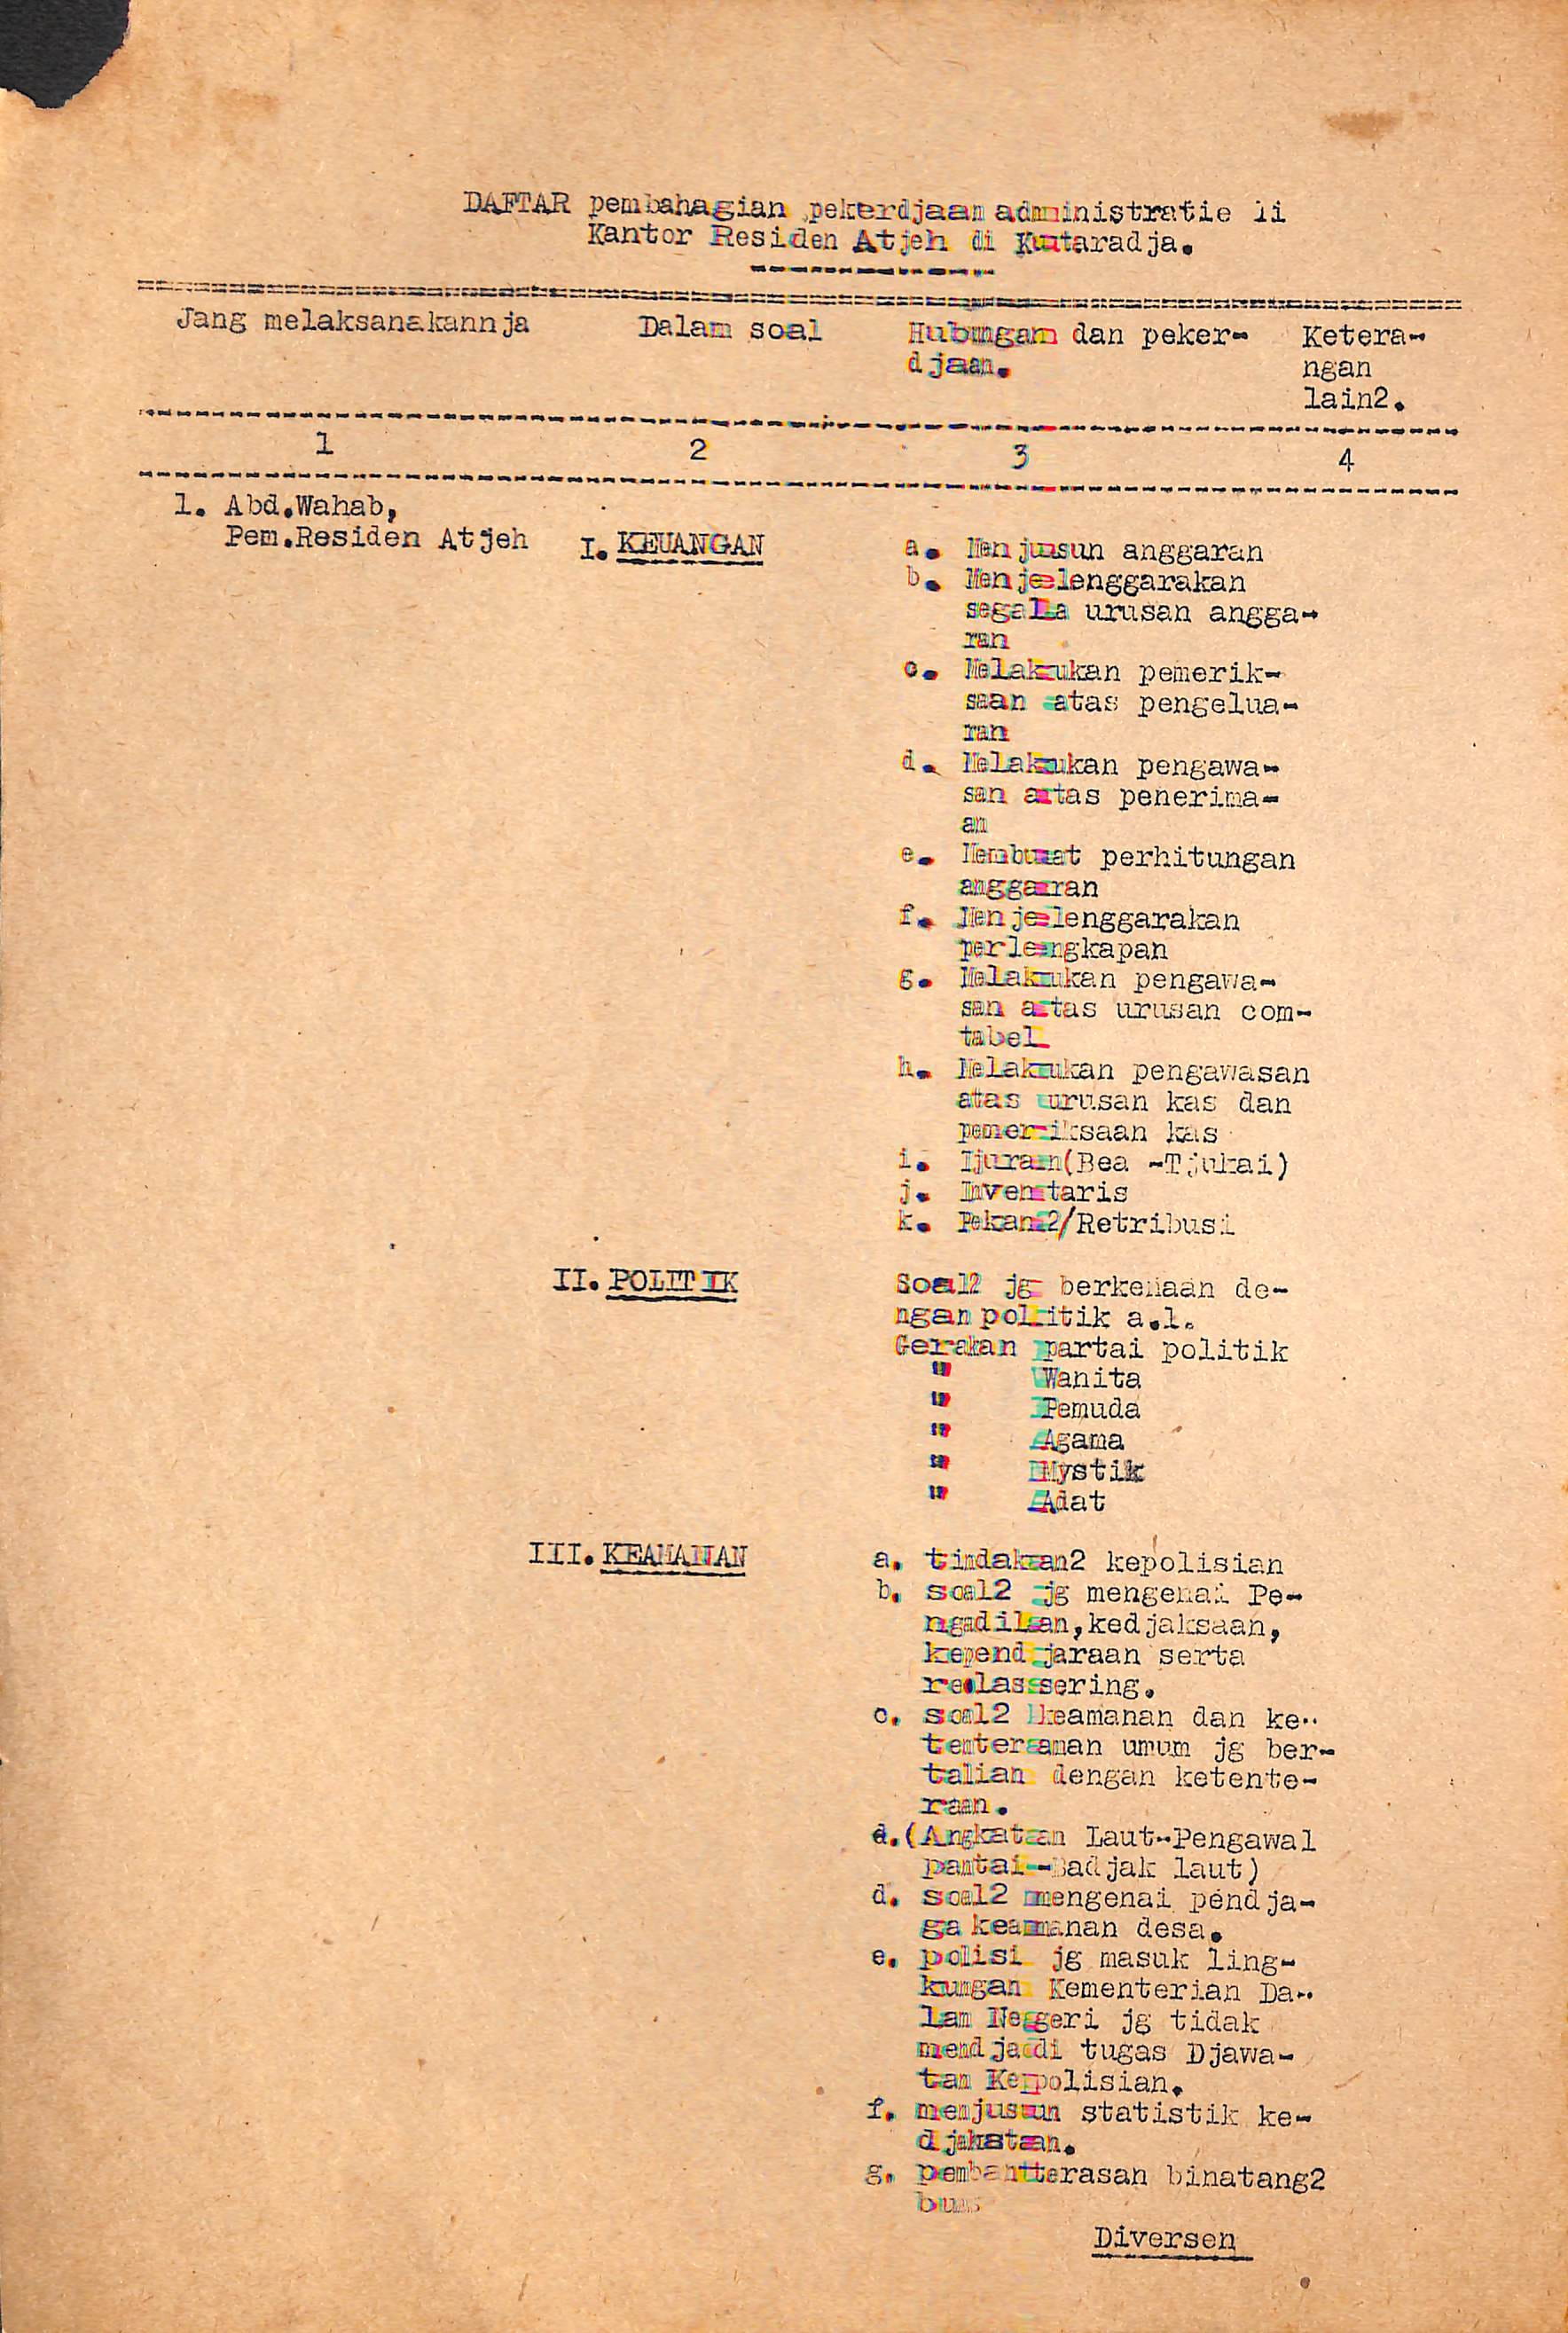 DAFTAR pembahagian pekerdjaan administratie di
Kantor Residen Atjeh di Kutaradja.
Jang melaksanakannja Dalam soal Hubungan dan peker- Ketera-
djaan. ngan
lain2.
1 2 3 4
1. Abd.Wahab,
Pem.Residen Atjeh I. KEUANGAN a. Menjusun anggaran
b. Menjelenggarakan
segala urusan angga-
ran
c. Melakukan pemerik-
saan atas pengelua-
ran
d. Melakukan pengawa-
san atas penerima-
an
e. Membuat perhitungan
anggaran
f. Menjelenggarakan
perlengkapan
g. Melakukan pengawa-
san atas urusan com-
tabel
h. Melakukan pengawasan
atas urusan kas dan
pemeriksaan kas
i. Ijuran(Bea -Tjukai)
j. Inventaris
k. Pekan2/Retribusi
II. POLITIK Soal2 jg berkenaan de-
ngan politik a.l.
Gerakan partai politik
" Wanita
" Pemuda
" Agama
" Mystik
" Adat
III. KEAMANAN a. tindakan2 kepolisian
b. soal2 jg mengenai Pe-
ngadilan,kedjaksaan,
kependjaraan serta
reclassering.
c. soal2 keamanan dan ke-
tenteraman umum jg ber-
talian dengan ketente-
raan.
d.(Angkatan Laut-Pengawal
pantai-Badjak laut)
d. soal2 mengenai pendja-
ga keamanan desa.
e. polisi jg masuk ling-
kungan Kementerian Da-
lam Negeri jg tidak
mendjadi tugas Djawa-
tan Kepolisian.
f. menjusun statistik ke-
djahatan.
g. pembanterasan binatang2
buas
Diversen